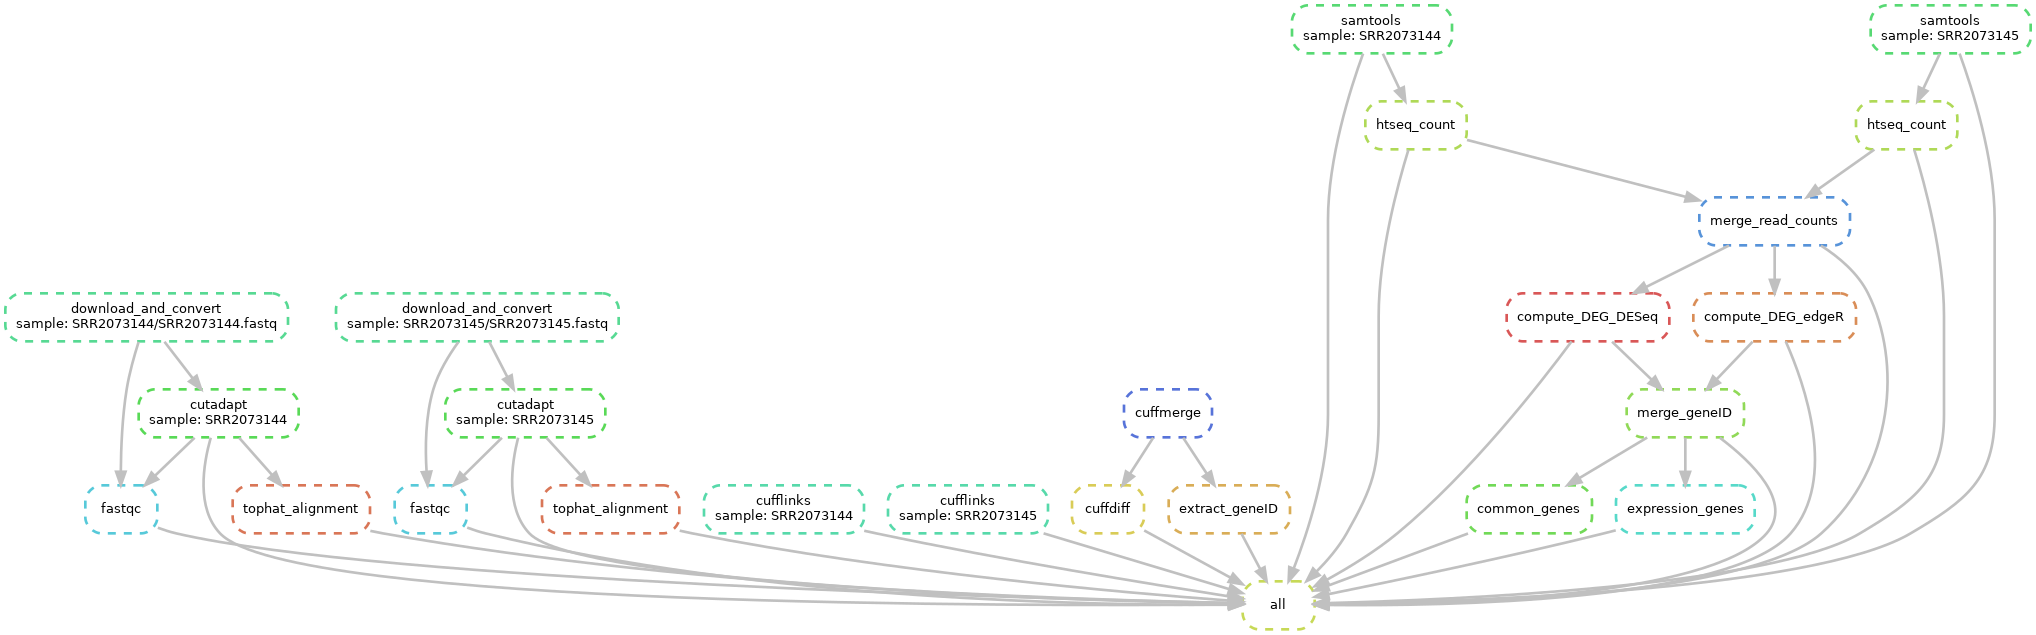 samtools
sample: SRR2073144
samtools
sample: SRR2073145
htseq_count
htseq_count
merge_read_counts
download_and_convert
sample: SRR2073144/SRR2073144.fastq
download_and_convert
sample: SRR2073145/SRR2073145.fastq
compute_DEG_DESeq
compute_DEG_edgeR
cutadapt
sample: SRR2073144
cutadapt
sample: SRR2073145
cuffmerge
merge_geneID
fastqc
tophat_alignment
fastqc
tophat_alignment
cufflinks
sample: SRR2073144
cufflinks
sample: SRR2073145
cuffdiff
extract_geneID
common_genes
expression_genes
all